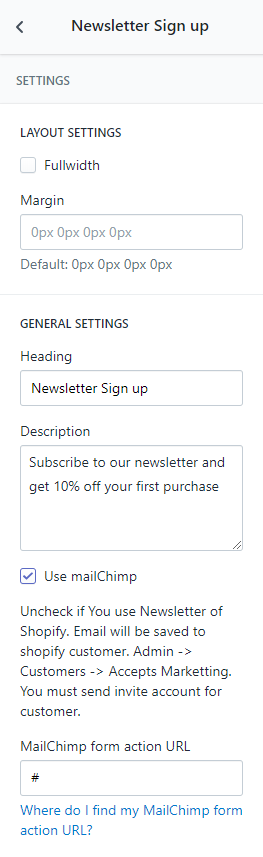 Newsletter Sign up
SETTINGS
LAYOUT SETTINGS
Fullwidth
Margin
0px 0px 0px 0px
Default: 0px 0px 0px 0px
GENERAL SETTINGS
Heading
Newsletter Sign up
Description
Subscribe to our newsletter and
get 10% off your first purchase
Use mailChimp
Uncheck if You use Newsletter of
Shopify. Email will be saved to
shopify customer. Admin ->
Customers -> Accepts Marketting.
You must send invite account for
customer.
MailChimp form action URL
#
Where do I find my MailChimp form
action URL?